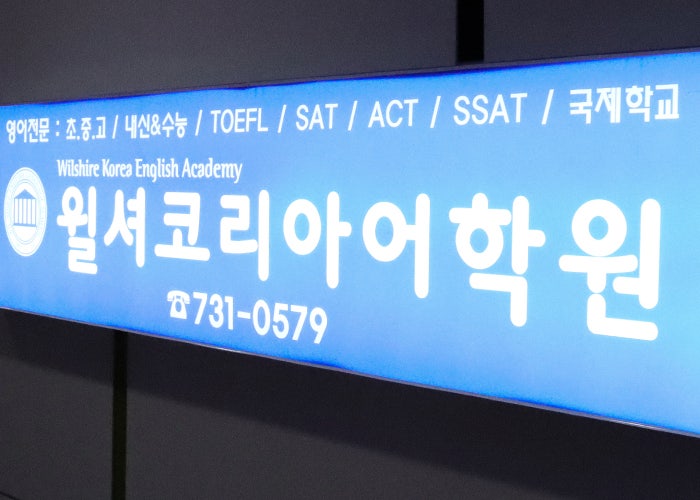 영어전문 : 초.중.고 / 내신&수능 / TOEFL / SAT / ACT / SSAT / 국제학교
Wilshire Korea English Academy
윌셔코리아어학원
☎731-0579